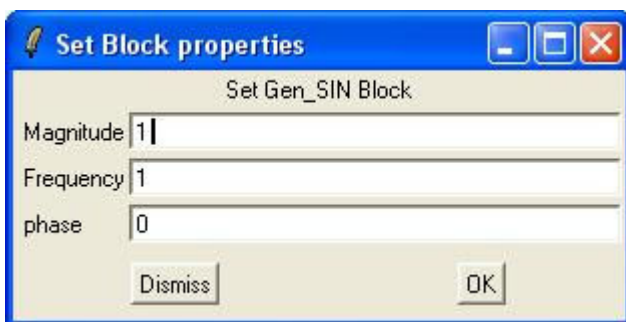 Set Block properties
Set Gen_SIN Block
Magnitude 1
Frequency 1
phase 0
Dismiss OK